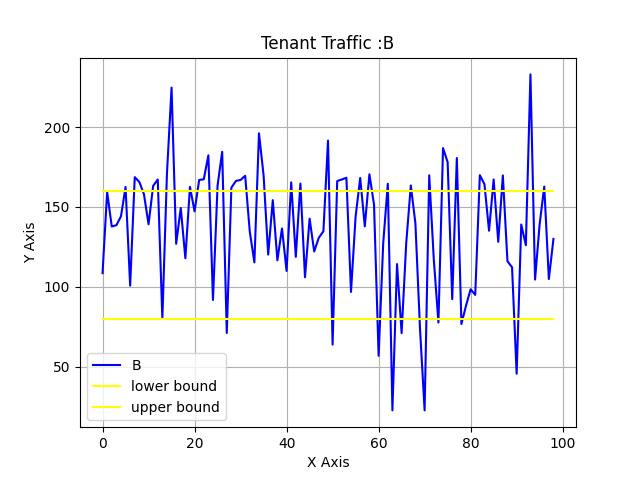 Tenant Traffic :B
Y Axis
200
150
100
50
B
lower bound
upper bound
0 20 40 60 80 100
X Axis